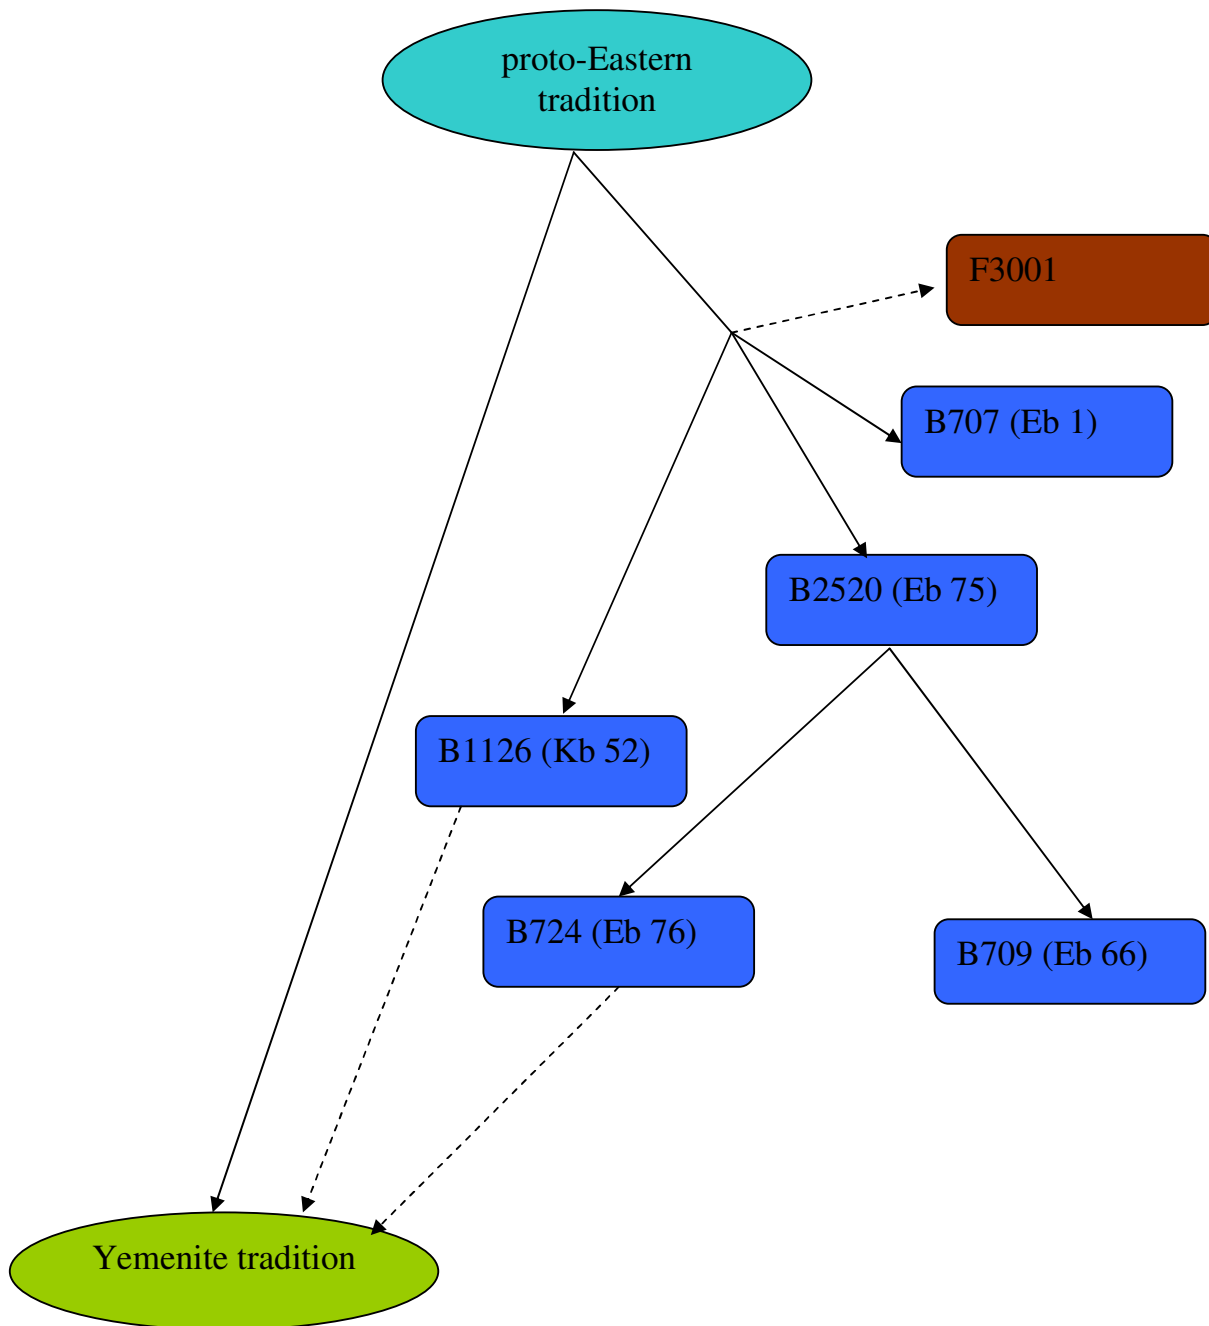 proto-Eastern
tradition
F3001
B707 (Eb 1)
B2520 (Eb 75)
B1126 (Kb 52)
B724 (Eb 76)
B709 (Eb 66)
Yemenite tradition